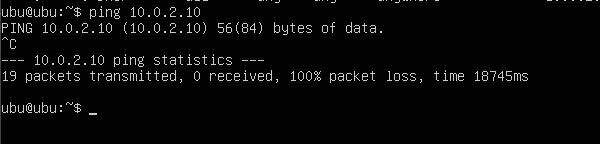 ubu@ubu:~$ ping 10.0.2.10
PING 10.0.2.10 (10.0.2.10) 56(84) bytes of data.
^C
--- 10.0.2.10 ping statistics ---
19 packets transmitted, 0 received, 100% packet loss, time 18745ms
ubu@ubu:~$ _